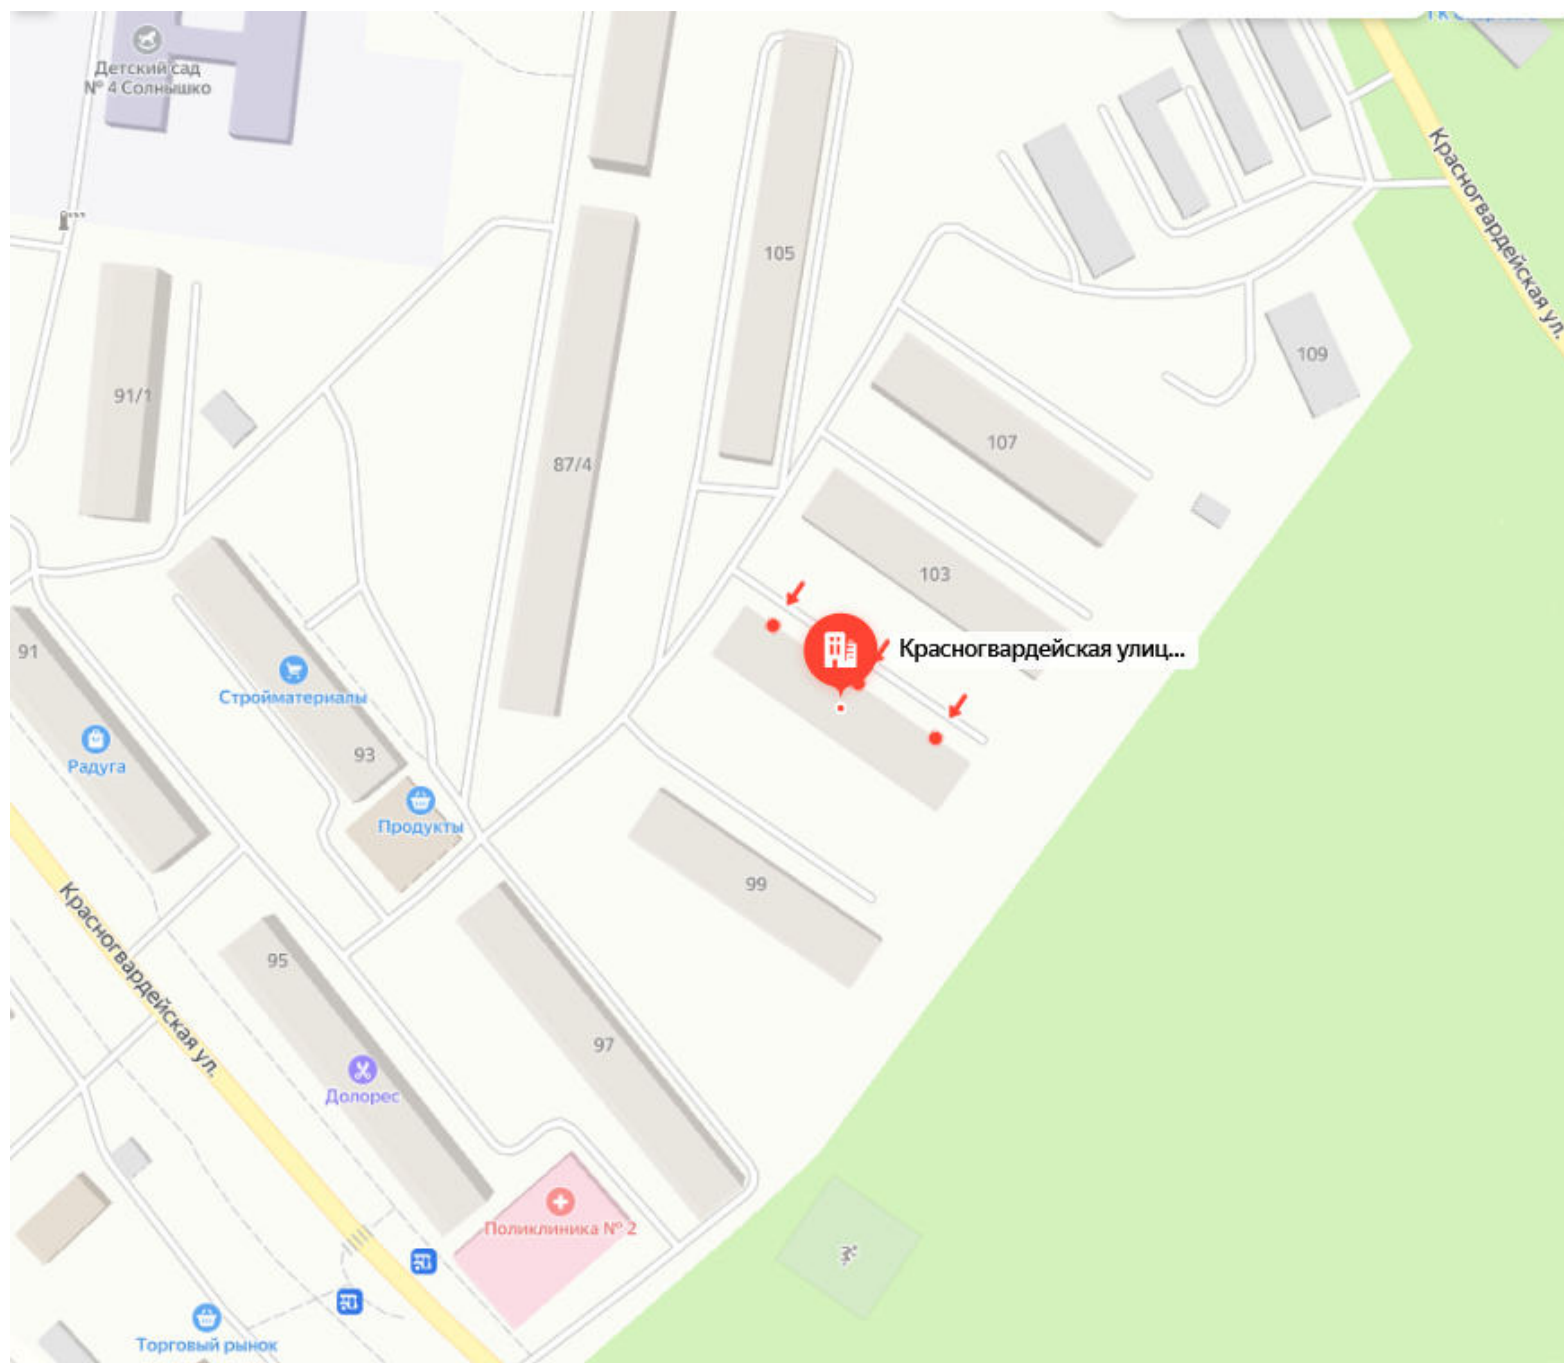 Детский сад
№ 4 Солнышко
105
Красногвардейская ул.
109
91/1
107
87/4
103
91
Красногвардейская улиц...
Стройматериалы
93
Радуга
Продукты
99
Красногвардейская ул.
95
97
Долорес
Поликлиника № 2
Торговый рынок